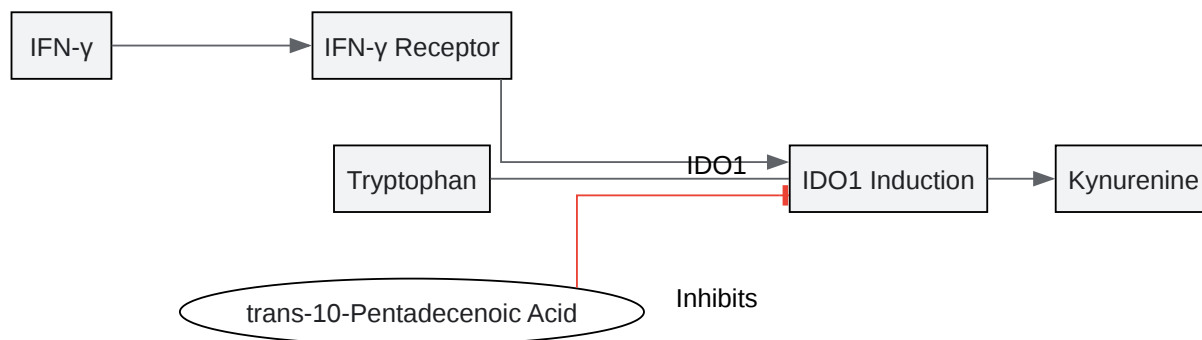 IFN-γ
IFN-γ Receptor
IDO1
Tryptophan
IDO1 Induction
Kynurenine
Inhibits
trans-10-Pentadecenoic Acid